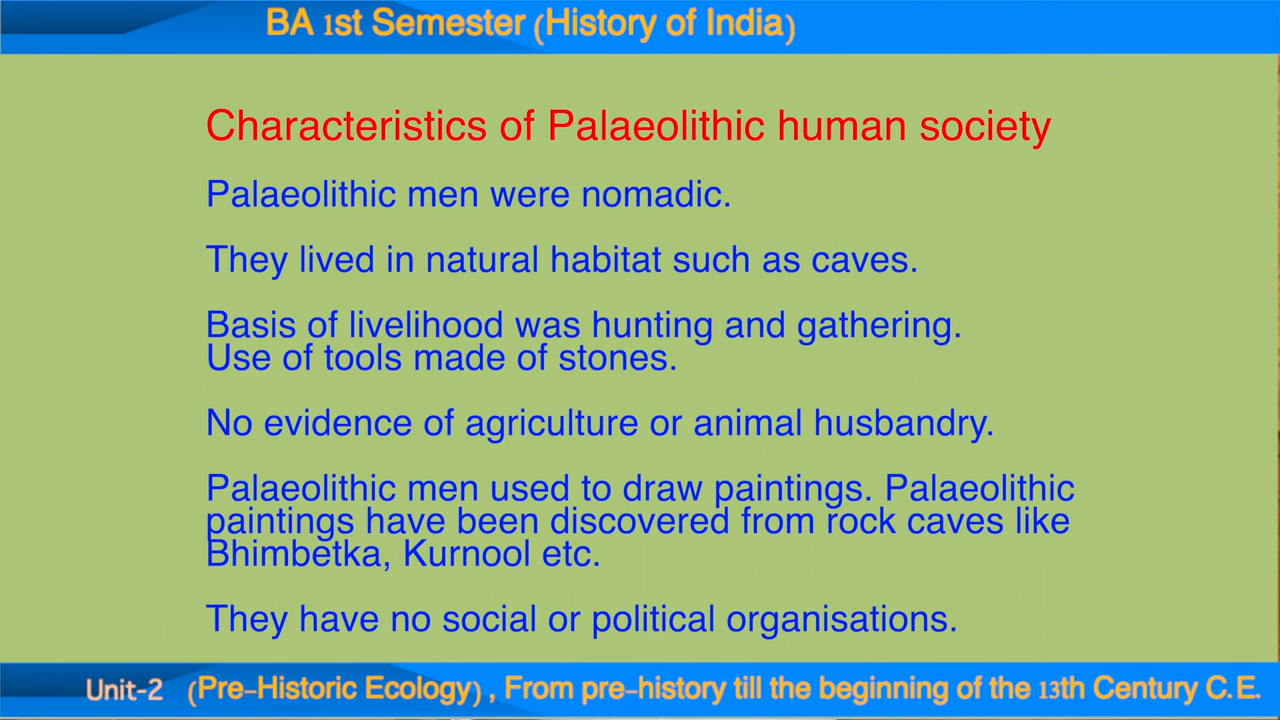 BA 1st Semester (History of India)
Characteristics of Palaeolithic human society
Palaeolithic men were nomadic.
They lived in natural habitat such as caves.
Basis of livelihood was hunting and gathering.
Use of tools made of stones.
No evidence of agriculture or animal husbandry.
Palaeolithic men used to draw paintings. Palaeolithic
paintings have been discovered from rock caves like
Bhimbetka, Kurnool etc.
They have no social or political organisations.
Unit-2 (Pre-Historic Ecology) , From pre-history till the beginning of the 13th Century C.E.